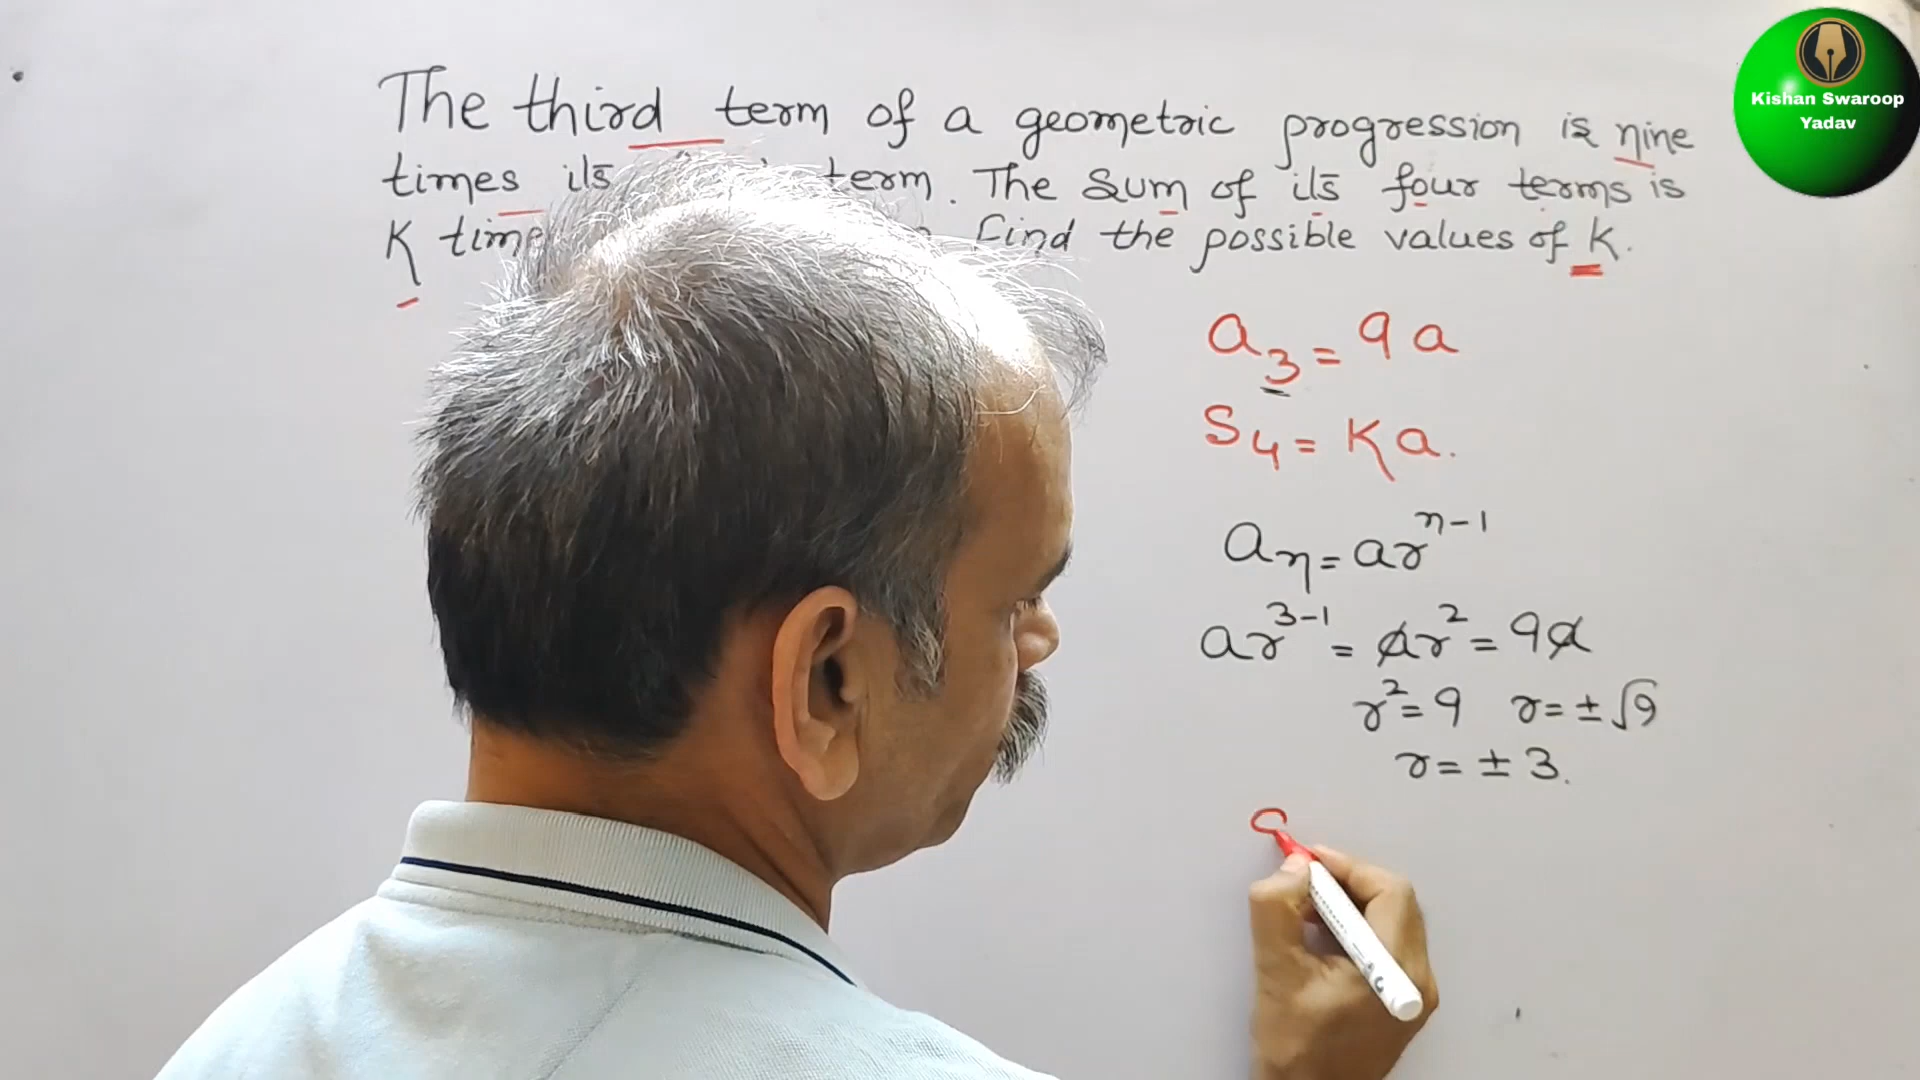 The third term of a geometric progression is nine
times its term. The Sum of its four terms is
K Find the possible values of K.
a3 = 9a
S4 = Ka.
an = ar^n-1
ar^3-1 = ar^2 = 9a
r^2 = 9 r = ± √9
r = ± 3.
Kishan Swaroop
Yadav